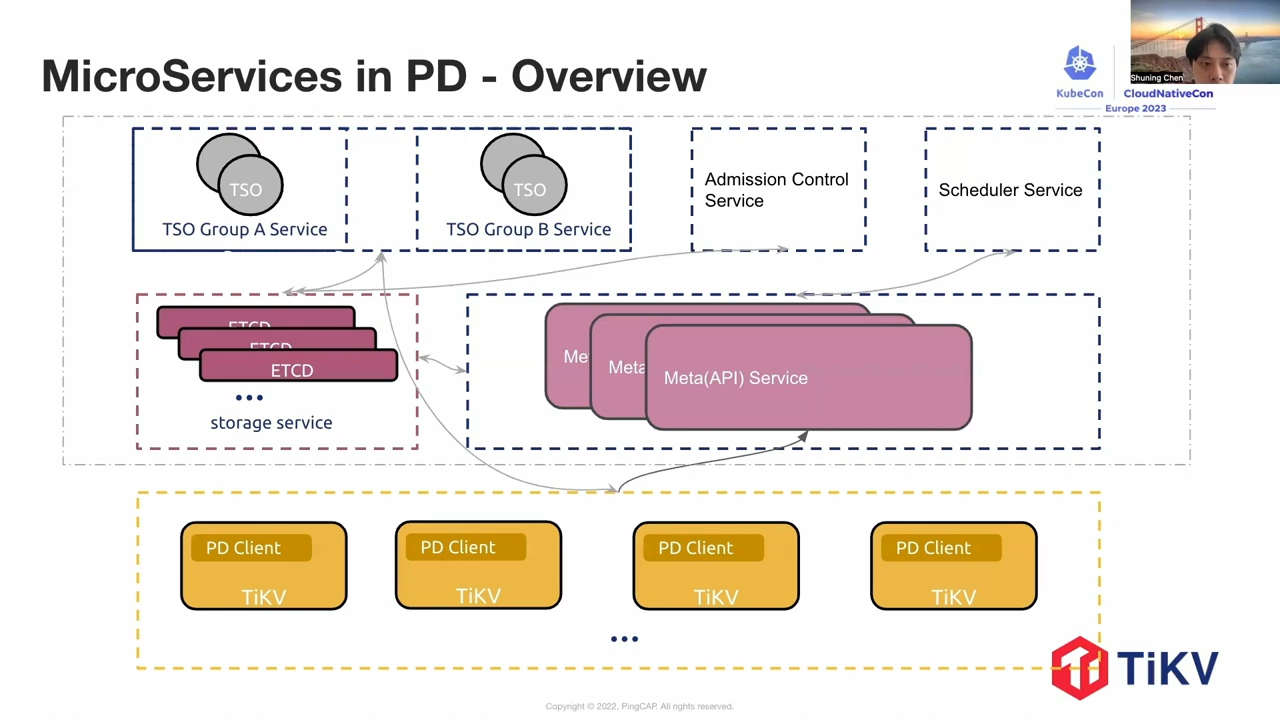 MicroServices in PD - Overview
KubeCon
CloudNativeCon
Europe 2023
Shuning Chen
TSO
TSO Group A Service
TSO
TSO Group B Service
Admission Control
Service
Scheduler Service
ETCD
ETCD
ETCD
storage service
Me
Meta
Meta(API) Service
PD Client
TiKV
PD Client
TiKV
PD Client
TiKV
PD Client
TiKV
TiKV
Copyright © 2022, PingCAP. All rights reserved.